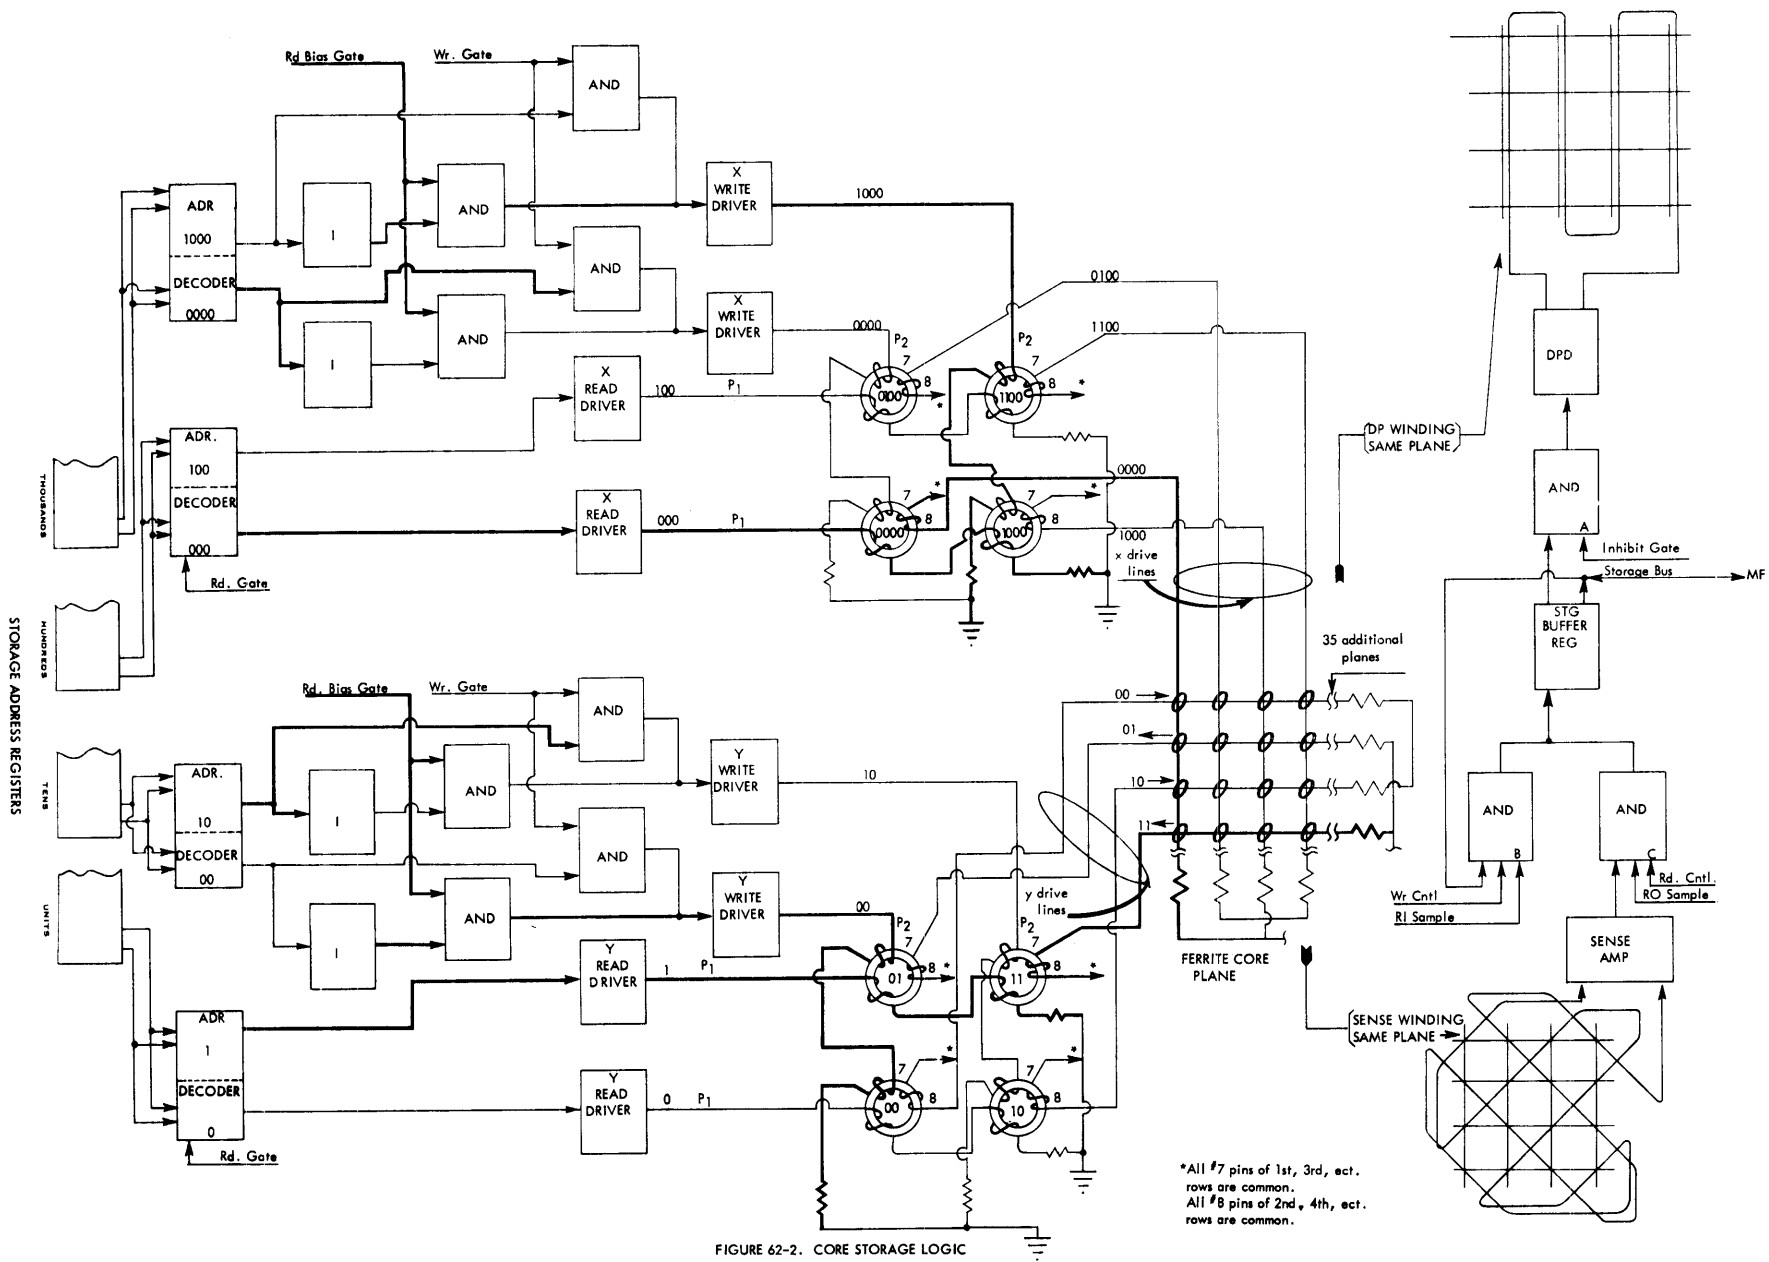 Rd Bias Gate
Wr. Gate
AND
ADR
1000
DECODER
0000
I
AND
X
WRITE
DRIVER
1000
AND
I
AND
X
WRITE
DRIVER
0000
P2
7
8
0100
*
0100
1100
P2
7
8
1100
*
X
READ
DRIVER
100
P1
ADR.
100
DECODER
000
Rd. Gate
X
READ
DRIVER
000
P1
7
8
0000
*
7
8
1000
*
0000
1000
x drive
lines
STORAGE ADDRESS REGISTERS
THOUSANDS
HUNDREDS
TENS
UNITS
Rd. Bias Gate
Wr. Gate
AND
ADR.
10
DECODER
00
I
AND
Y
WRITE
DRIVER
10
AND
I
AND
Y
WRITE
DRIVER
00
P2
7
8
01
*
P2
7
8
11
*
Y
READ
DRIVER
1
P1
ADR
1
DECODER
0
Rd. Gate
Y
READ
DRIVER
0
P1
7
8
00
*
7
8
10
*
y drive
lines
00
01
10
11
35 additional
planes
FERRITE CORE
PLANE
DP WINDING
SAME PLANE
DPD
AND
A
Inhibit Gate
Storage Bus
MF
STG
BUFFER
REG
AND
B
AND
C
Wr Cntl
RI Sample
Rd. Cntl.
RO Sample
SENSE
AMP
SENSE WINDING
SAME PLANE
*All #7 pins of 1st, 3rd, ect.
rows are common.
All #8 pins of 2nd, 4th, ect.
rows are common.
FIGURE 62-2. CORE STORAGE LOGIC